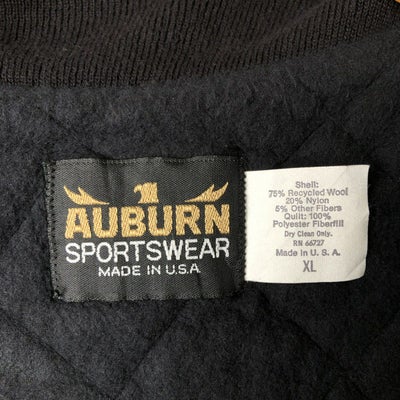 1
AUBURN
SPORTSWEAR
MADE IN U.S.A.
Shell:
75% Recycled Wool
20% Nylon
5% Other Fibers
Quilt: 100%
Polyester Fiberfill
Dry Clean Only.
RN 66727
Made in U. S. A.
XL